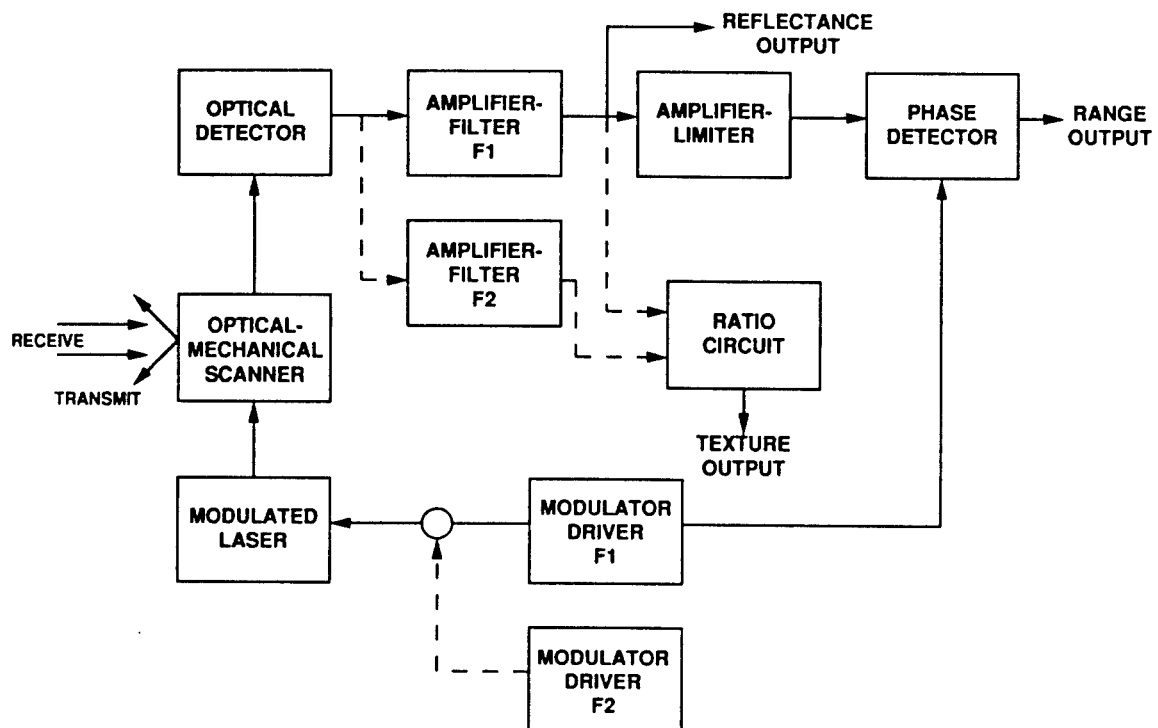 REFLECTANCE
OUTPUT
OPTICAL
DETECTOR
AMPLIFIER-
FILTER
F1
AMPLIFIER-
LIMITER
PHASE
DETECTOR
RANGE
OUTPUT
AMPLIFIER-
FILTER
F2
RECEIVE
TRANSMIT
OPTICAL-
MECHANICAL
SCANNER
RATIO
CIRCUIT
TEXTURE
OUTPUT
MODULATED
LASER
MODULATOR
DRIVER
F1
MODULATOR
DRIVER
F2